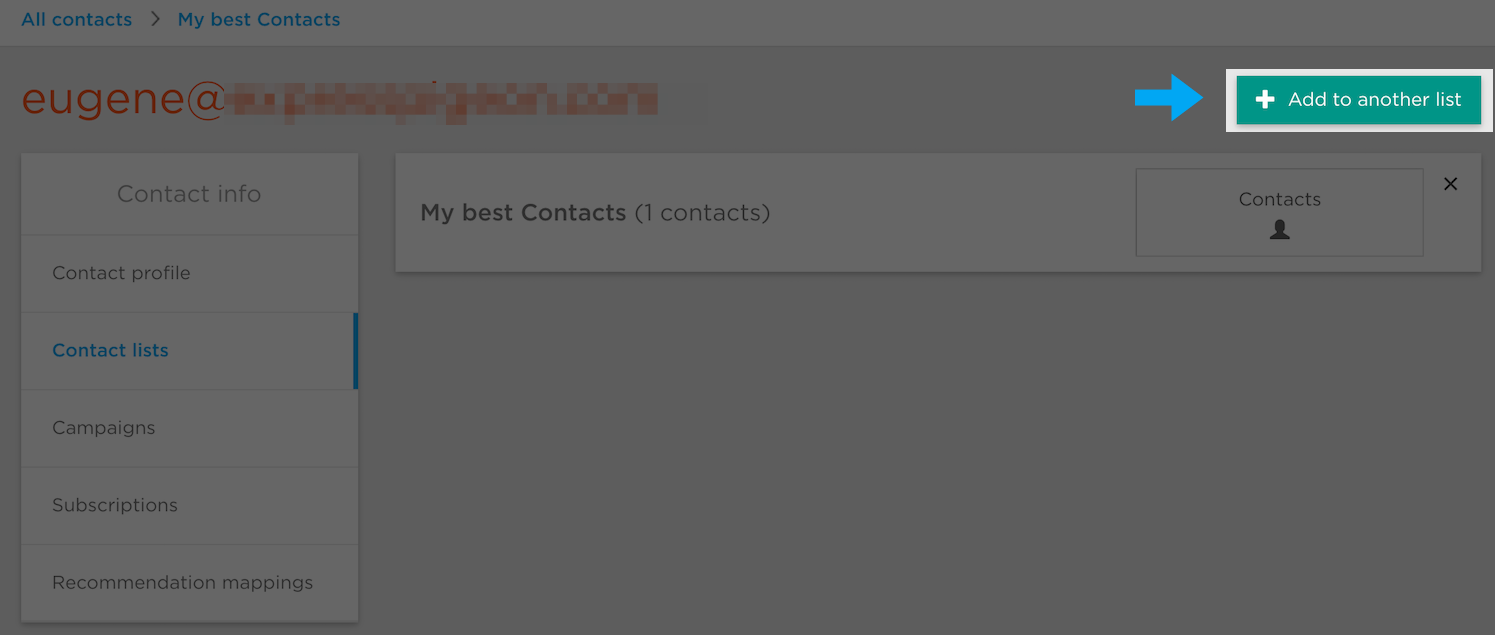 All contacts > My best Contacts
eugene@
+ Add to another list
Contact info
Contact profile
Contact lists
Campaigns
Subscriptions
Recommendation mappings
My best Contacts (1 contacts)
Contacts